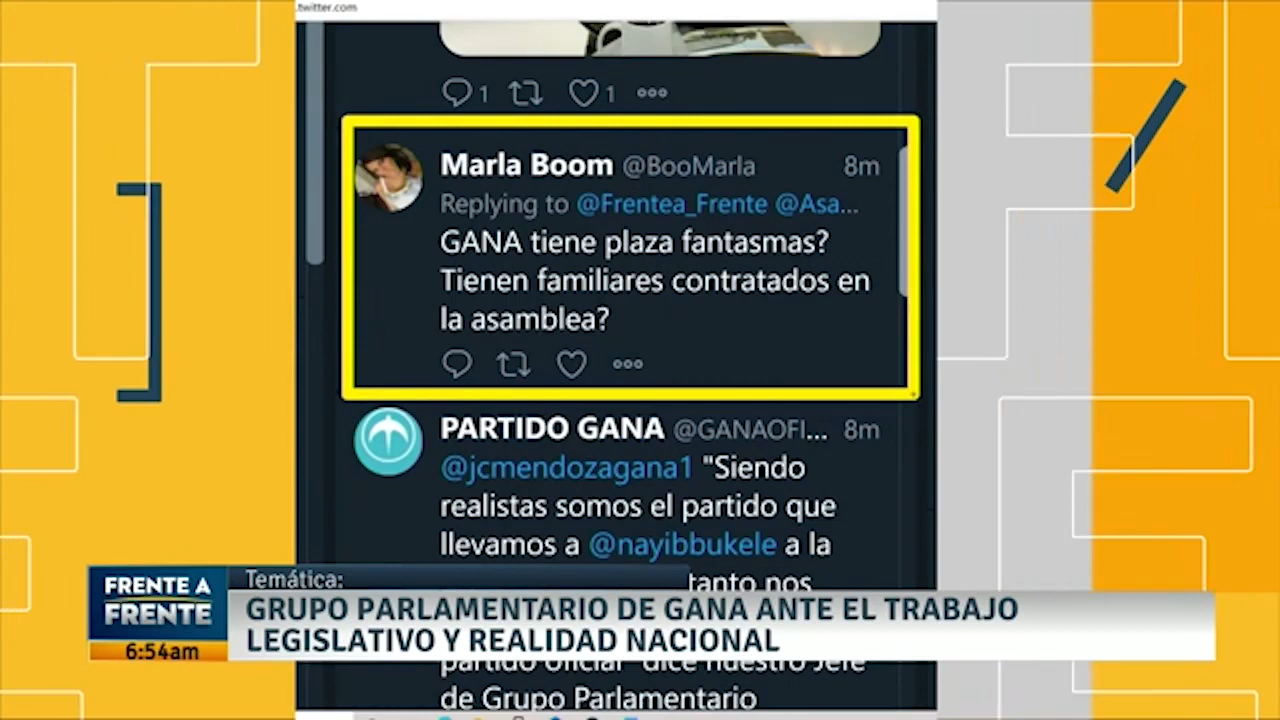 .twitter.com
1
1
Marla Boom @BooMarla 8m
Replying to @Frentea_Frente @Asa...
GANA tiene plaza fantasmas?
Tienen familiares contratados en
la asamblea?
PARTIDO GANA @GANAOFI... 8m
@jcmendozagana1 "Siendo
realistas somos el partido que
llevamos a @nayibbukele a la
tanto nos
partido oficial" dice nuestro Jefe
de Grupo Parlamentario
FRENTE A
FRENTE
6:54am
Temática:
GRUPO PARLAMENTARIO DE GANA ANTE EL TRABAJO
LEGISLATIVO Y REALIDAD NACIONAL